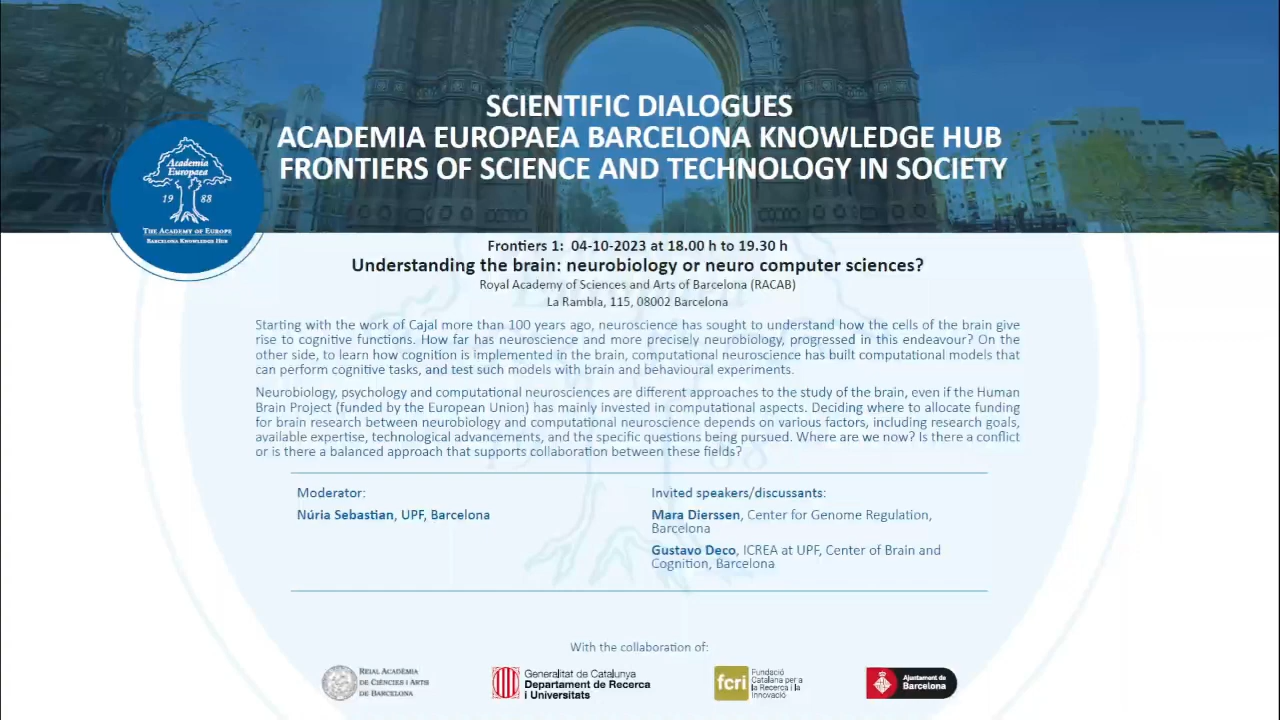 SCIENTIFIC DIALOGUES
ACADEMIA EUROPAEA BARCELONA KNOWLEDGE HUB
FRONTIERS OF SCIENCE AND TECHNOLOGY IN SOCIETY
Academia
Europaea
19 88
THE ACADEMY OF EUROPE
BARCELONA KNOWLEDGE HUB
Frontiers 1: 04-10-2023 at 18.00 h to 19.30 h
Understanding the brain: neurobiology or neuro computer sciences?
Royal Academy of Sciences and Arts of Barcelona (RACAB)
La Rambla, 115, 08002 Barcelona
Starting with the work of Cajal more than 100 years ago, neuroscience has sought to understand how the cells of the brain give
rise to cognitive functions. How far has neuroscience and more precisely neurobiology, progressed in this endeavour? On the
other side, to learn how cognition is implemented in the brain, computational neuroscience has built computational models that
can perform cognitive tasks, and test such models with brain and behavioural experiments.
Neurobiology, psychology and computational neurosciences are different approaches to the study of the brain, even if the Human
Brain Project (funded by the European Union) has mainly invested in computational aspects. Deciding where to allocate funding
for brain research between neurobiology and computational neuroscience depends on various factors, including research goals,
available expertise, technological advancements, and the specific questions being pursued. Where are we now? Is there a conflict
or is there a balanced approach that supports collaboration between these fields?
Moderator:
Núria Sebastian, UPF, Barcelona
Invited speakers/discussants:
Mara Dierssen, Center for Genome Regulation,
Barcelona
Gustavo Deco, ICREA at UPF, Center of Brain and
Cognition, Barcelona
With the collaboration of:
REIAL ACADÈMIA
DE CIÈNCIES I ARTS
DE BARCELONA
Generalitat de Catalunya
Departament de Recerca
i Universitats
fcri
Fundació
Catalana per a
la Recerca i la
Innovació
Ajuntament de
Barcelona